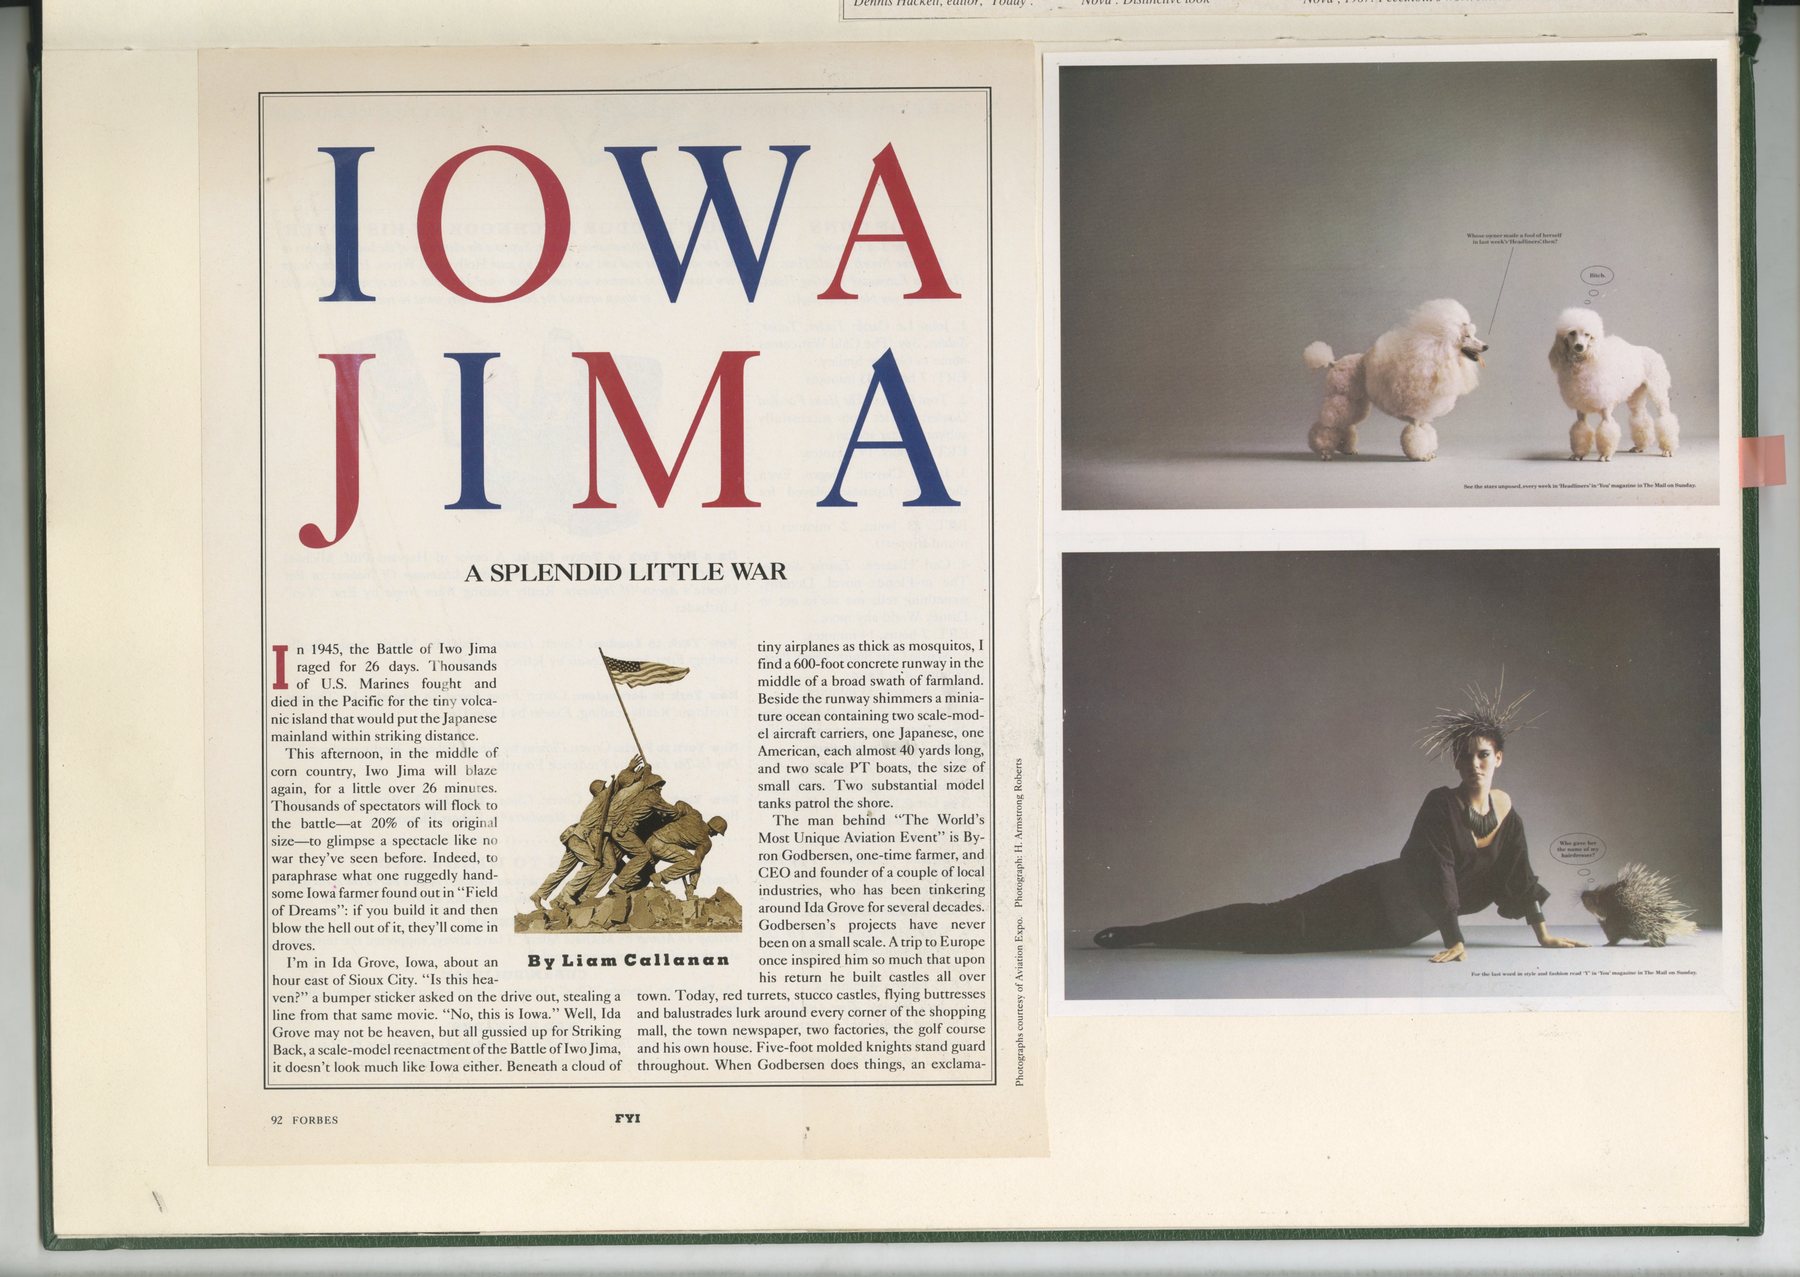 Dennis Hackett, editor, 'Today'.
Nova : Distinctive look
Nova', 1967:
IOWA
JIMA
A SPLENDID LITTLE WAR
In 1945, the Battle of Iwo Jima
raged for 26 days. Thousands
of U.S. Marines fought and
died in the Pacific for the tiny volca-
nic island that would put the Japanese
mainland within striking distance.
This afternoon, in the middle of
corn country, Iwo Jima will blaze
again, for a little over 26 minutes.
Thousands of spectators will flock to
the battle—at 20% of its original
size—to glimpse a spectacle like no
war they've seen before. Indeed, to
paraphrase what one ruggedly hand-
some Iowa farmer found out in "Field
of Dreams": if you build it and then
blow the hell out of it, they'll come in
droves.
I'm in Ida Grove, Iowa, about an
hour east of Sioux City. "Is this hea-
ven?" a bumper sticker asked on the drive out, stealing a
line from that same movie. "No, this is Iowa." Well, Ida
Grove may not be heaven, but all gussied up for Striking
Back, a scale-model reenactment of the Battle of Iwo Jima,
it doesn't look much like Iowa either. Beneath a cloud of
By Liam Callanan
tiny airplanes as thick as mosquitos, I
find a 600-foot concrete runway in the
middle of a broad swath of farmland.
Beside the runway shimmers a minia-
ture ocean containing two scale-mod-
el aircraft carriers, one Japanese, one
American, each almost 40 yards long,
and two scale PT boats, the size of
small cars. Two substantial model
tanks patrol the shore.
The man behind "The World's
Most Unique Aviation Event" is By-
ron Godbersen, one-time farmer, and
CEO and founder of a couple of local
industries, who has been tinkering
around Ida Grove for several decades.
Godbersen's projects have never
been on a small scale. A trip to Europe
once inspired him so much that upon
his return he built castles all over
town. Today, red turrets, stucco castles, flying buttresses
and balustrades lurk around every corner of the shopping
mall, the town newspaper, two factories, the golf course
and his own house. Five-foot molded knights stand guard
throughout. When Godbersen does things, an exclama-
Photographs courtesy of Aviation Expo. Photograph: H. Armstrong Roberts
92 FORBES
FYI
Whose owner made a fool of herself
in last week's 'Headliners', then?
Bitch.
See the stars unposed, every week in 'Headliners' in 'You' magazine in The Mail on Sunday.
Who gave her
the name of my
hairdresser?
For the last word in style and fashion read 'Y' in 'You' magazine in The Mail on Sunday.